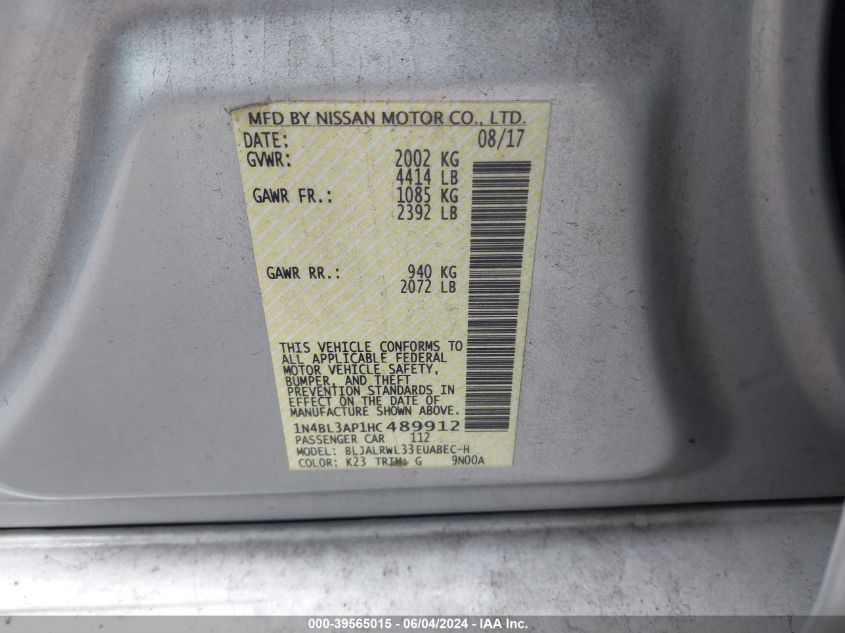 MFD BY NISSAN MOTOR CO., LTD.
DATE: 08/17
GVWR: 2002 KG
4414 LB
GAWR FR.: 1085 KG
2392 LB
GAWR RR.: 940 KG
2072 LB
THIS VEHICLE CONFORMS TO
ALL APPLICABLE FEDERAL
MOTOR VEHICLE SAFETY,
BUMPER, AND THEFT
PREVENTION STANDARDS IN
EFFECT ON THE DATE OF
MANUFACTURE SHOWN ABOVE.
1N4BL3AP1HC489912
PASSENGER CAR 112
MODEL: BLJALRWL33EUABEC-H
COLOR: K23 TRIM: G 9N00A
000-39565015 - 06/04/2024 - IAA Inc.